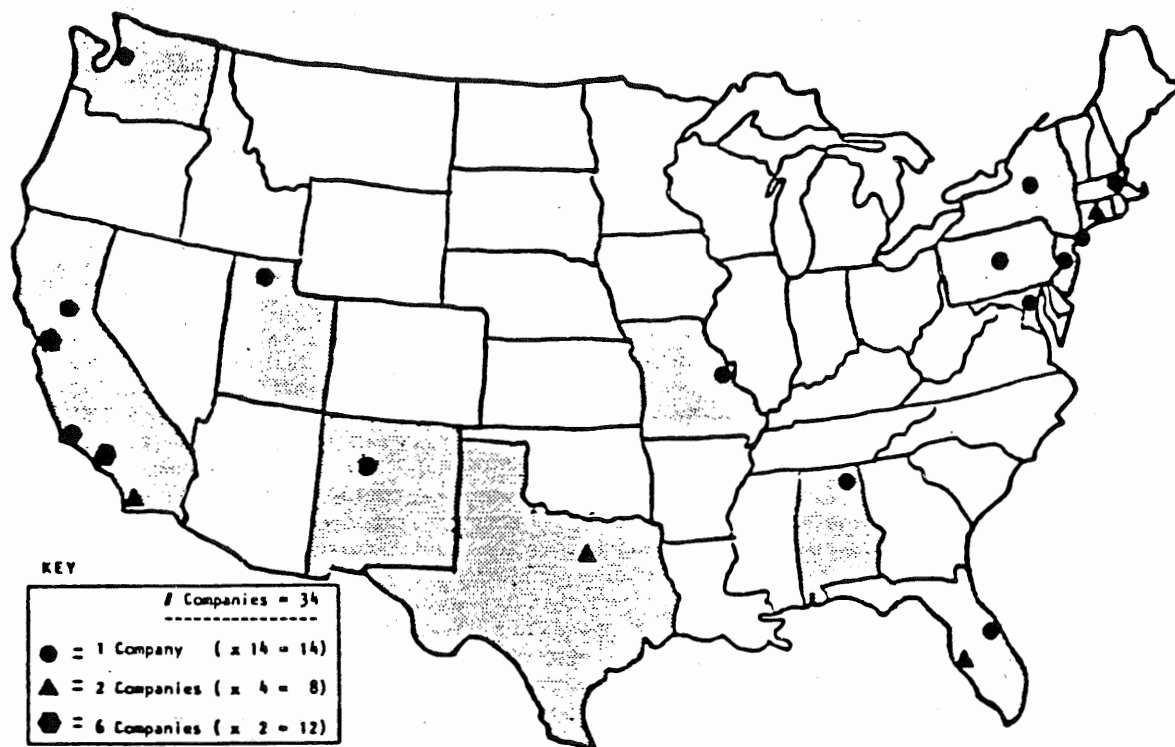 KEY
# Companies = 34
● = 1 Company ( x 14 = 14)
▲ = 2 Companies ( x 4 = 8)
⬢ = 6 Companies ( x 2 = 12)